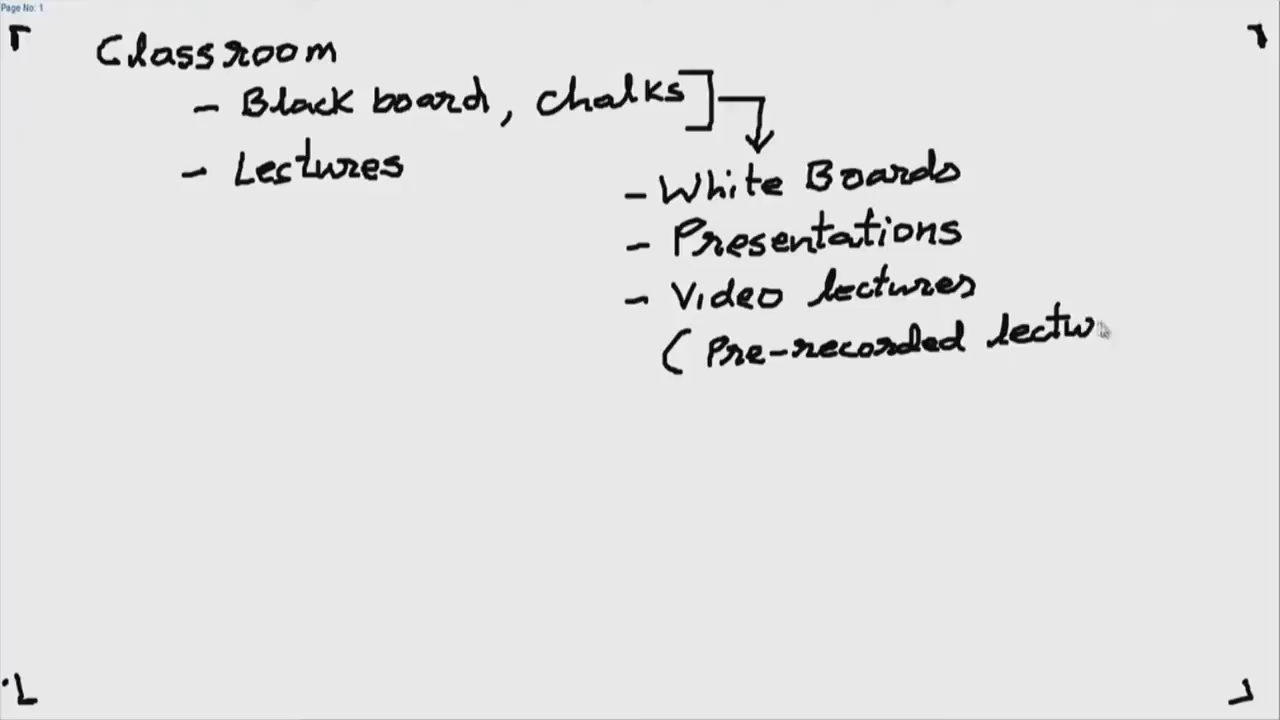 Page No: 1
Classroom
- Black board, chalks
- Lectures
- White Boards
- Presentations
- Video lectures
(Pre-recorded lectu